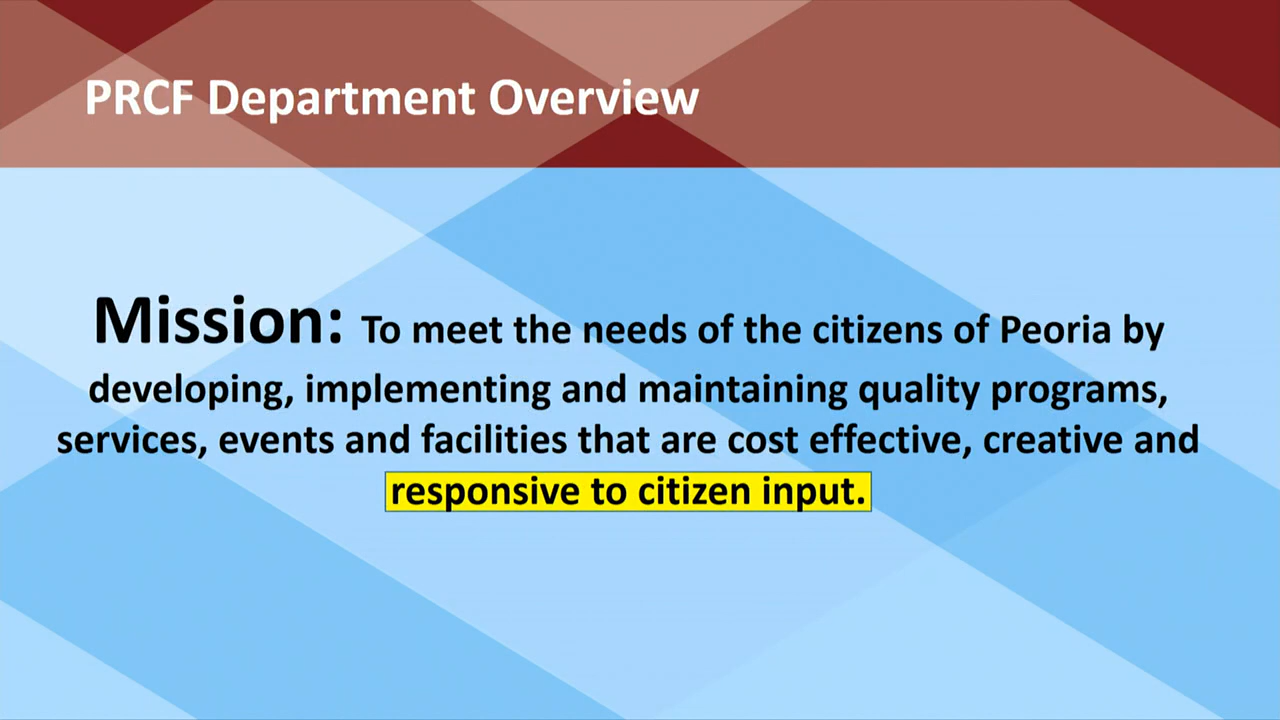 PRCF Department Overview
Mission: To meet the needs of the citizens of Peoria by
developing, implementing and maintaining quality programs,
services, events and facilities that are cost effective, creative and
responsive to citizen input.